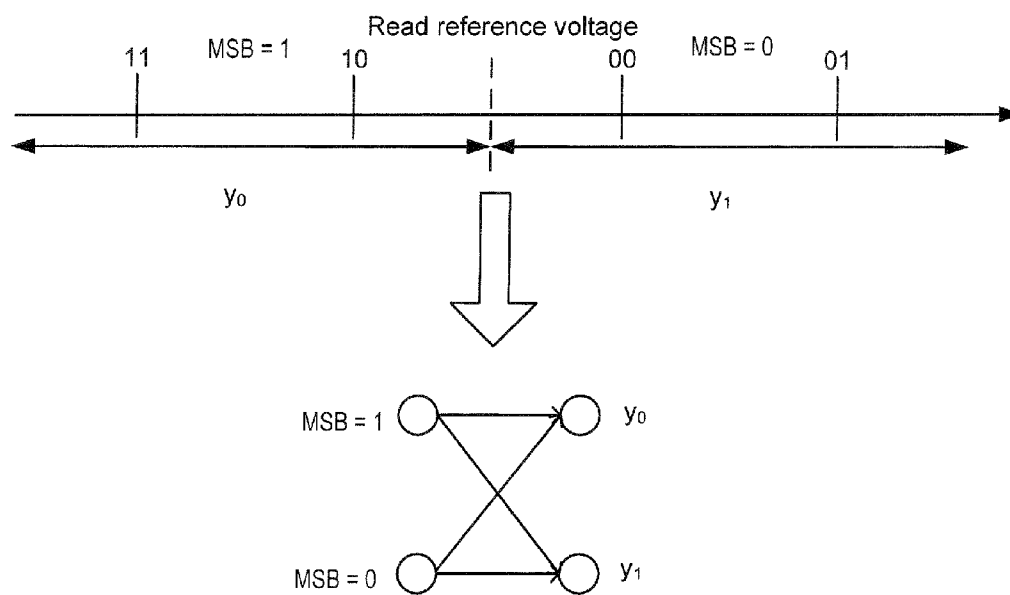 Read reference voltage
MSB = 1
MSB = 0
11
10
00
01
y₀
y₁
MSB = 1
y₀
MSB = 0
y₁